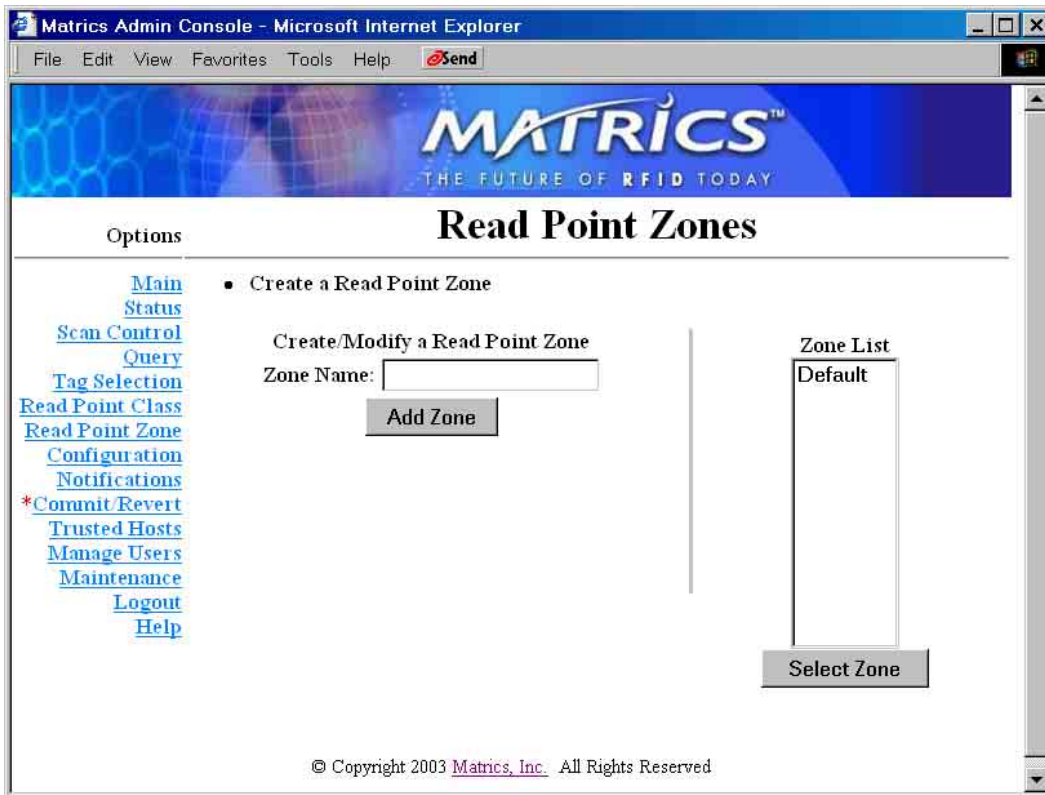 Matrics Admin Console - Microsoft Internet Explorer
File Edit View Favorites Tools Help Send
MATRICS™
THE FUTURE OF RFID TODAY
Options
Read Point Zones
Main
Status
Scan Control
Query
Tag Selection
Read Point Class
Read Point Zone
Configuration
Notifications
*Commit/Revert
Trusted Hosts
Manage Users
Maintenance
Logout
Help
• Create a Read Point Zone
Create/Modify a Read Point Zone
Zone Name:
Add Zone
Zone List
Default
Select Zone
© Copyright 2003 Matrics, Inc. All Rights Reserved